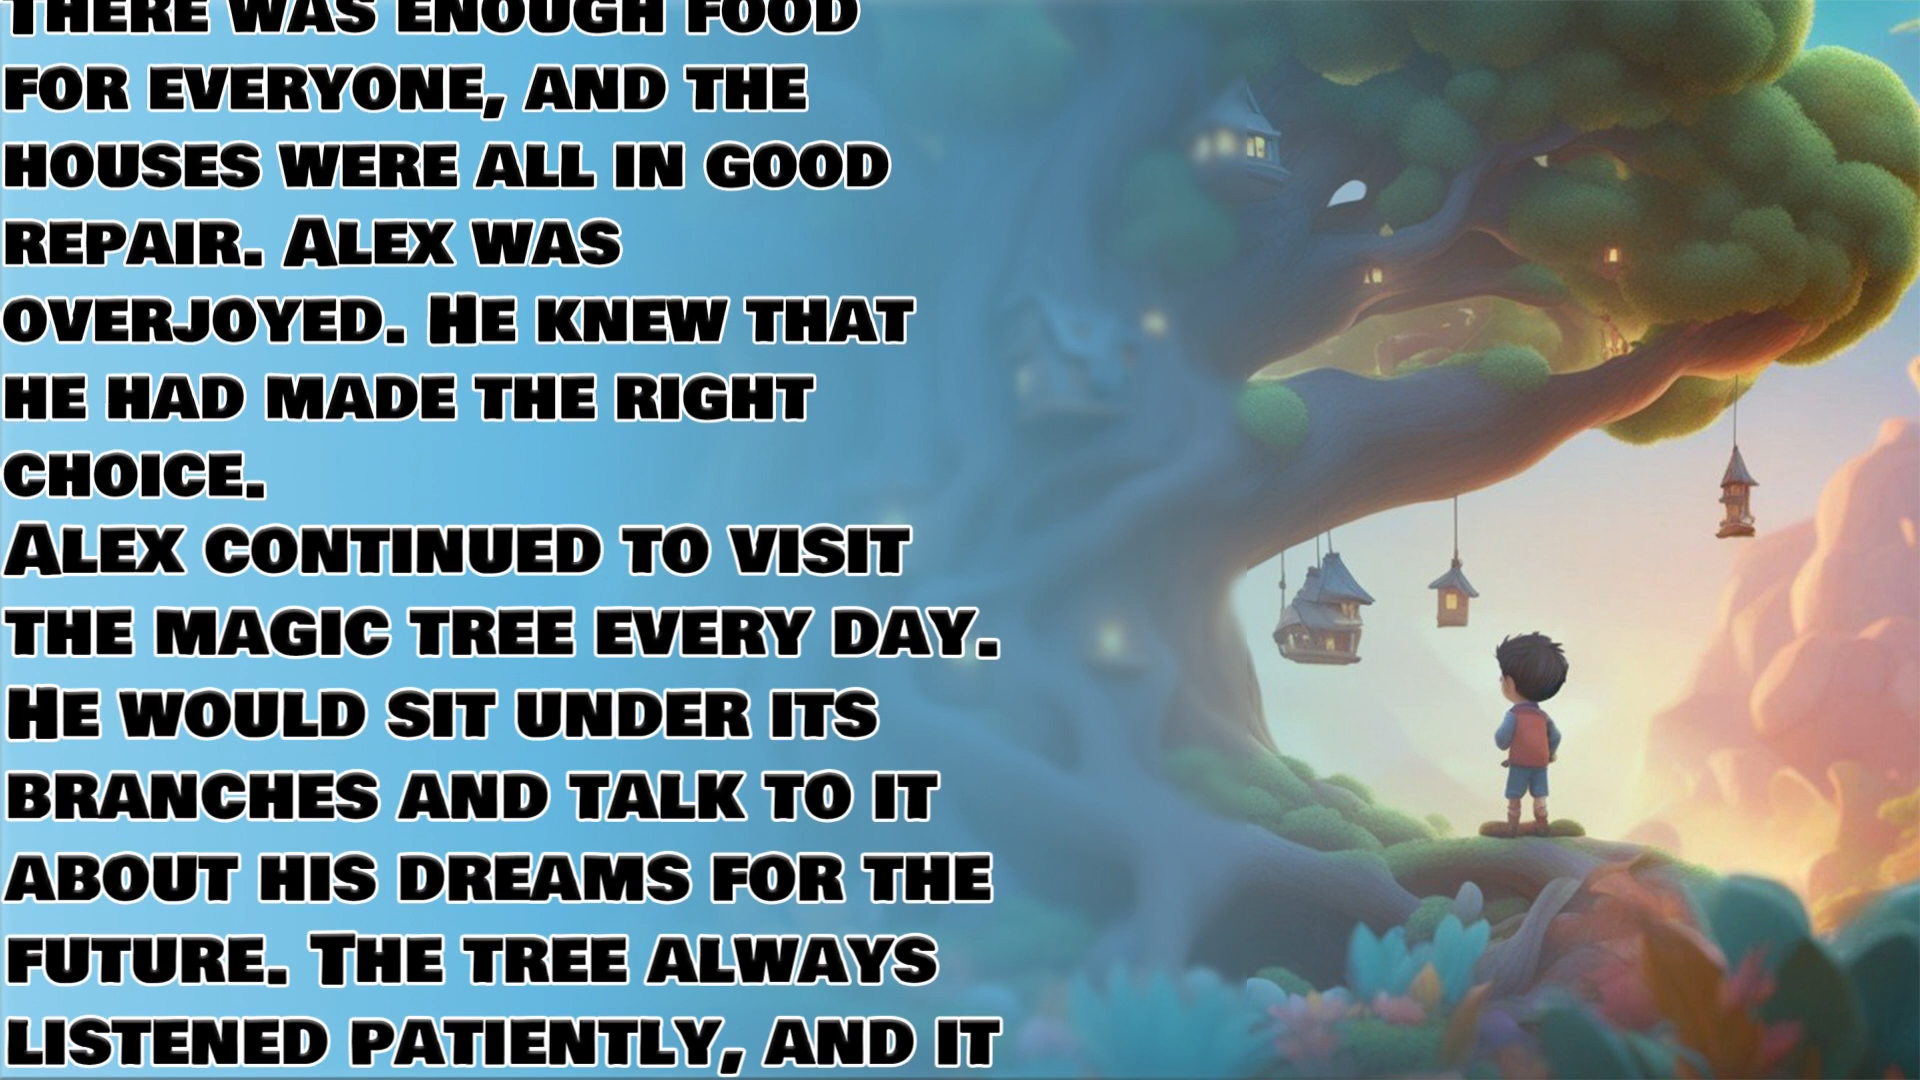 There was enough food
for everyone, and the
houses were all in good
repair. Alex was
overjoyed. He knew that
he had made the right
choice.
Alex continued to visit
the magic tree every day.
He would sit under its
branches and talk to it
about his dreams for the
future. The tree always
listened patiently, and it